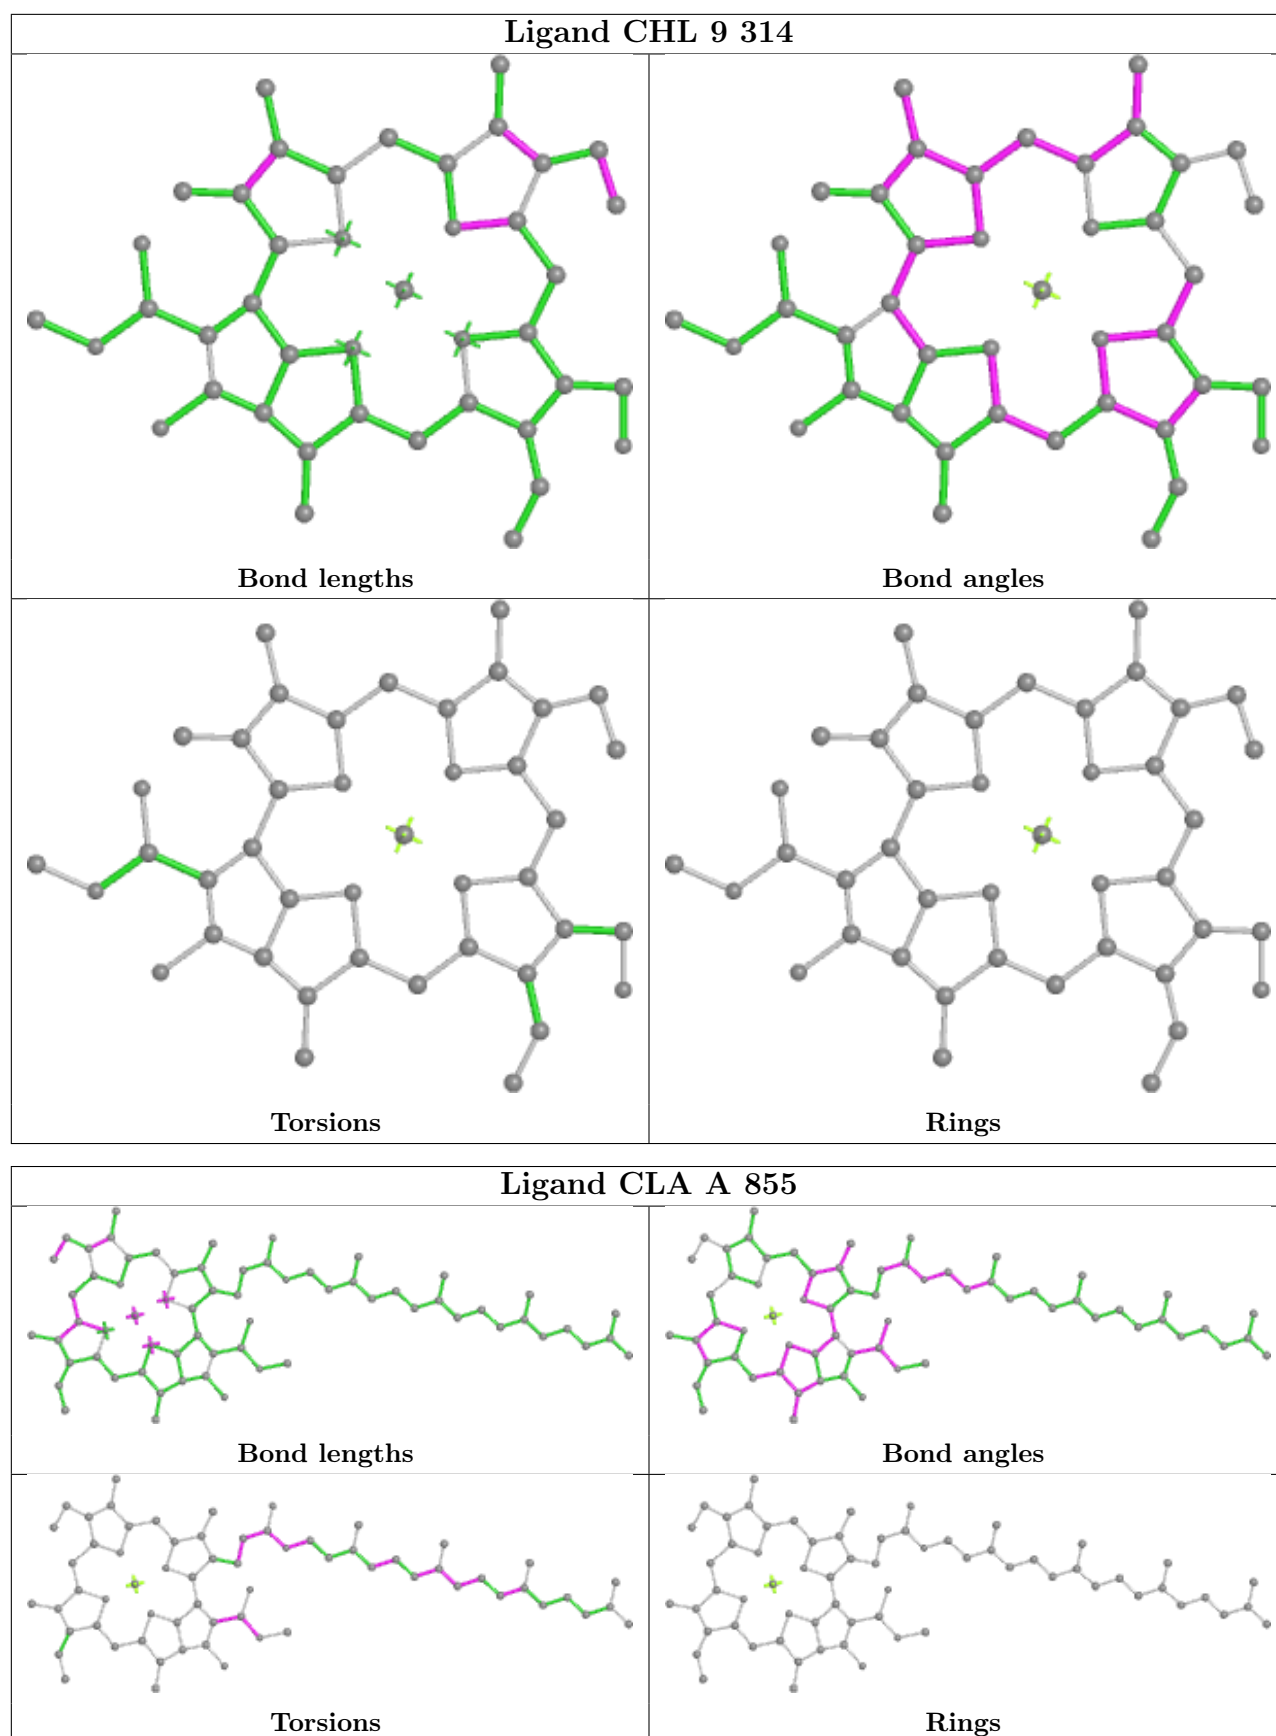 Ligand CHL 9 314
Bond lengths
Bond angles
Torsions
Rings
Ligand CLA A 855
Bond lengths
Bond angles
Torsions
Rings